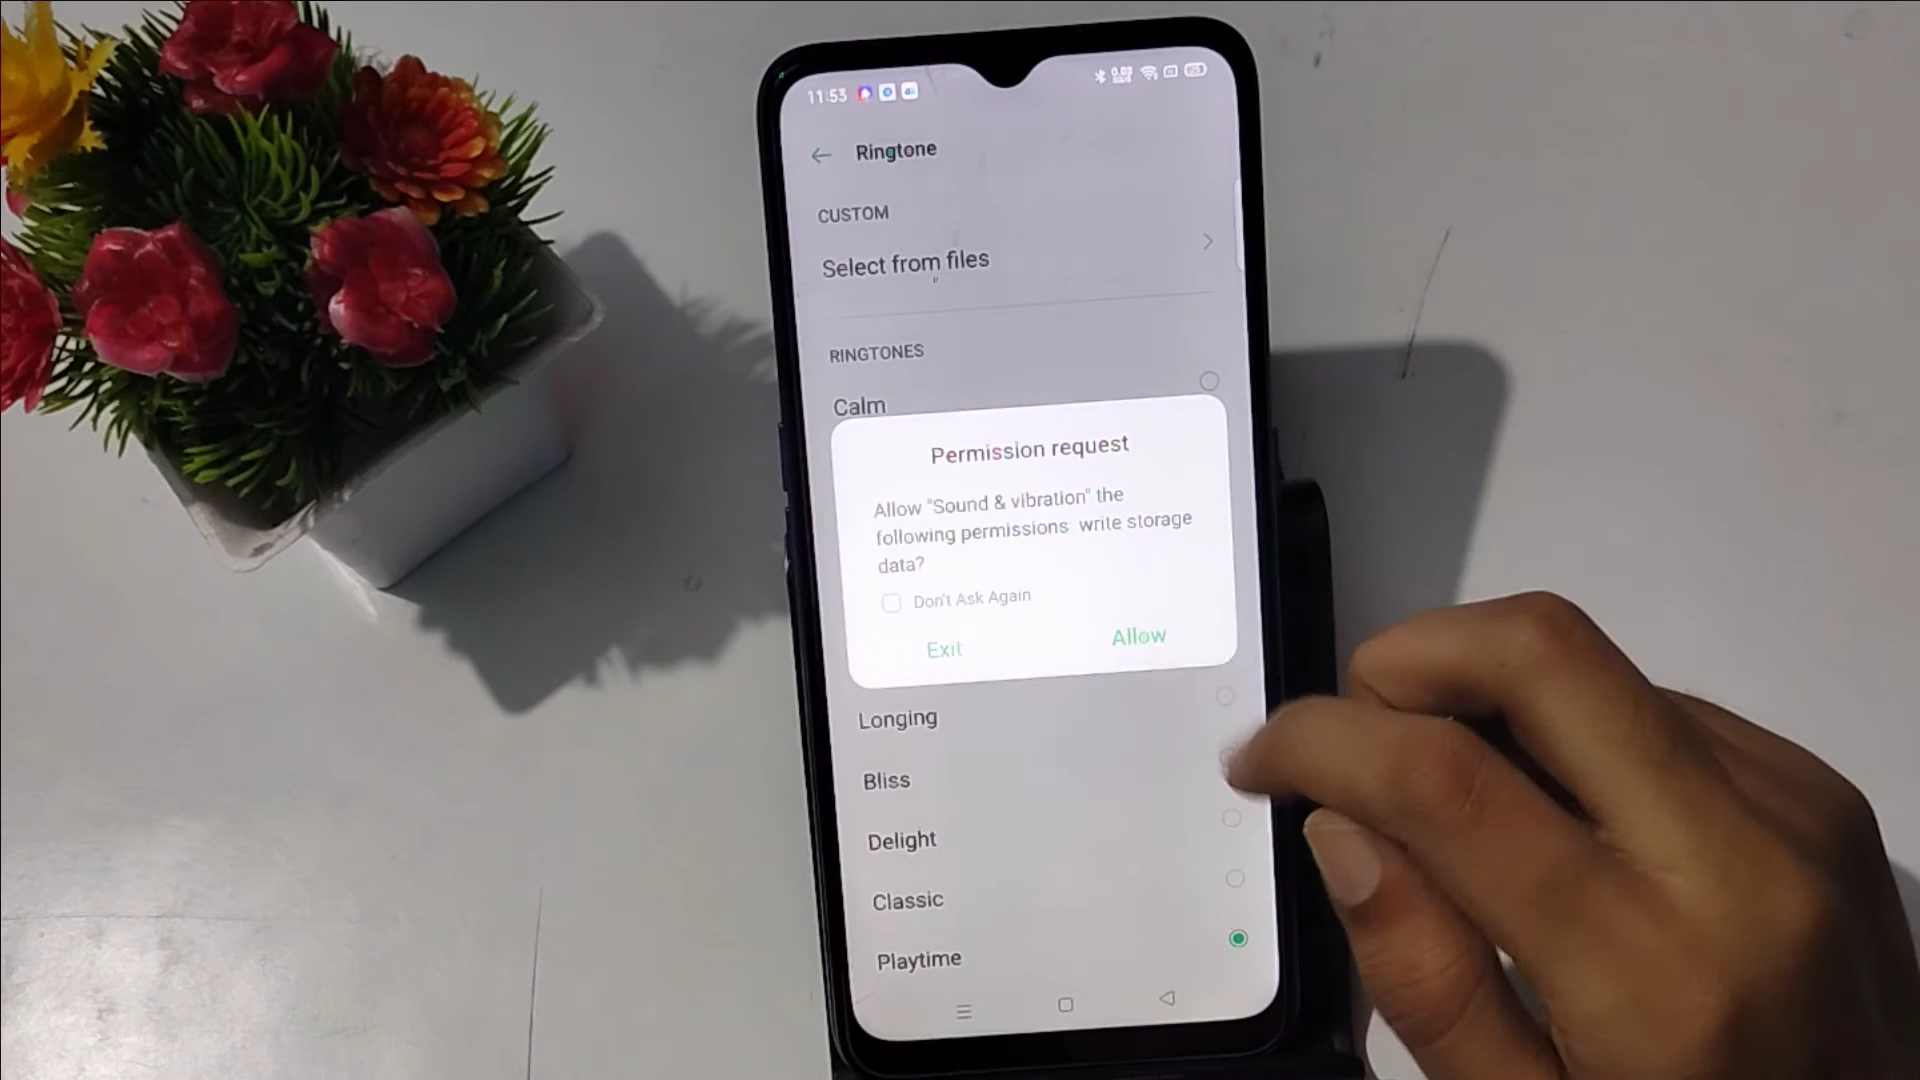 11:53
Ringtone
CUSTOM
Select from files
RINGTONES
Calm
Permission request
Allow "Sound & vibration" the
following permissions: write storage
data?
Don't Ask Again
Exit
Allow
Longing
Bliss
Delight
Classic
Playtime